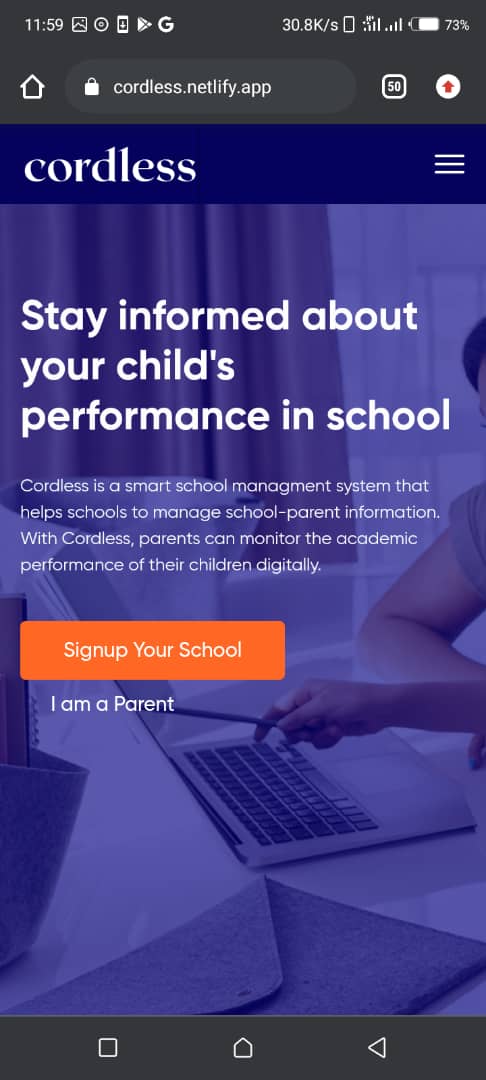 11:59
30.8K/s
73%
cordless.netlify.app
50
cordless
Stay informed about
your child's
performance in school
Cordless is a smart school managment system that
helps schools to manage school-parent information.
With Cordless, parents can monitor the academic
performance of their children digitally.
Signup Your School
I am a Parent